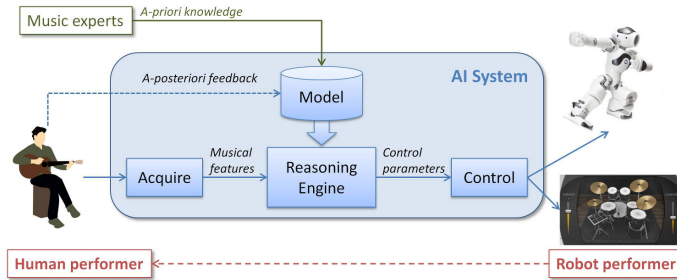 Music experts
A-priori knowledge
A-posteriori feedback
AI System
Model
Musical
features
Control
parameters
Acquire
Reasoning
Engine
Control
Human performer
Robot performer